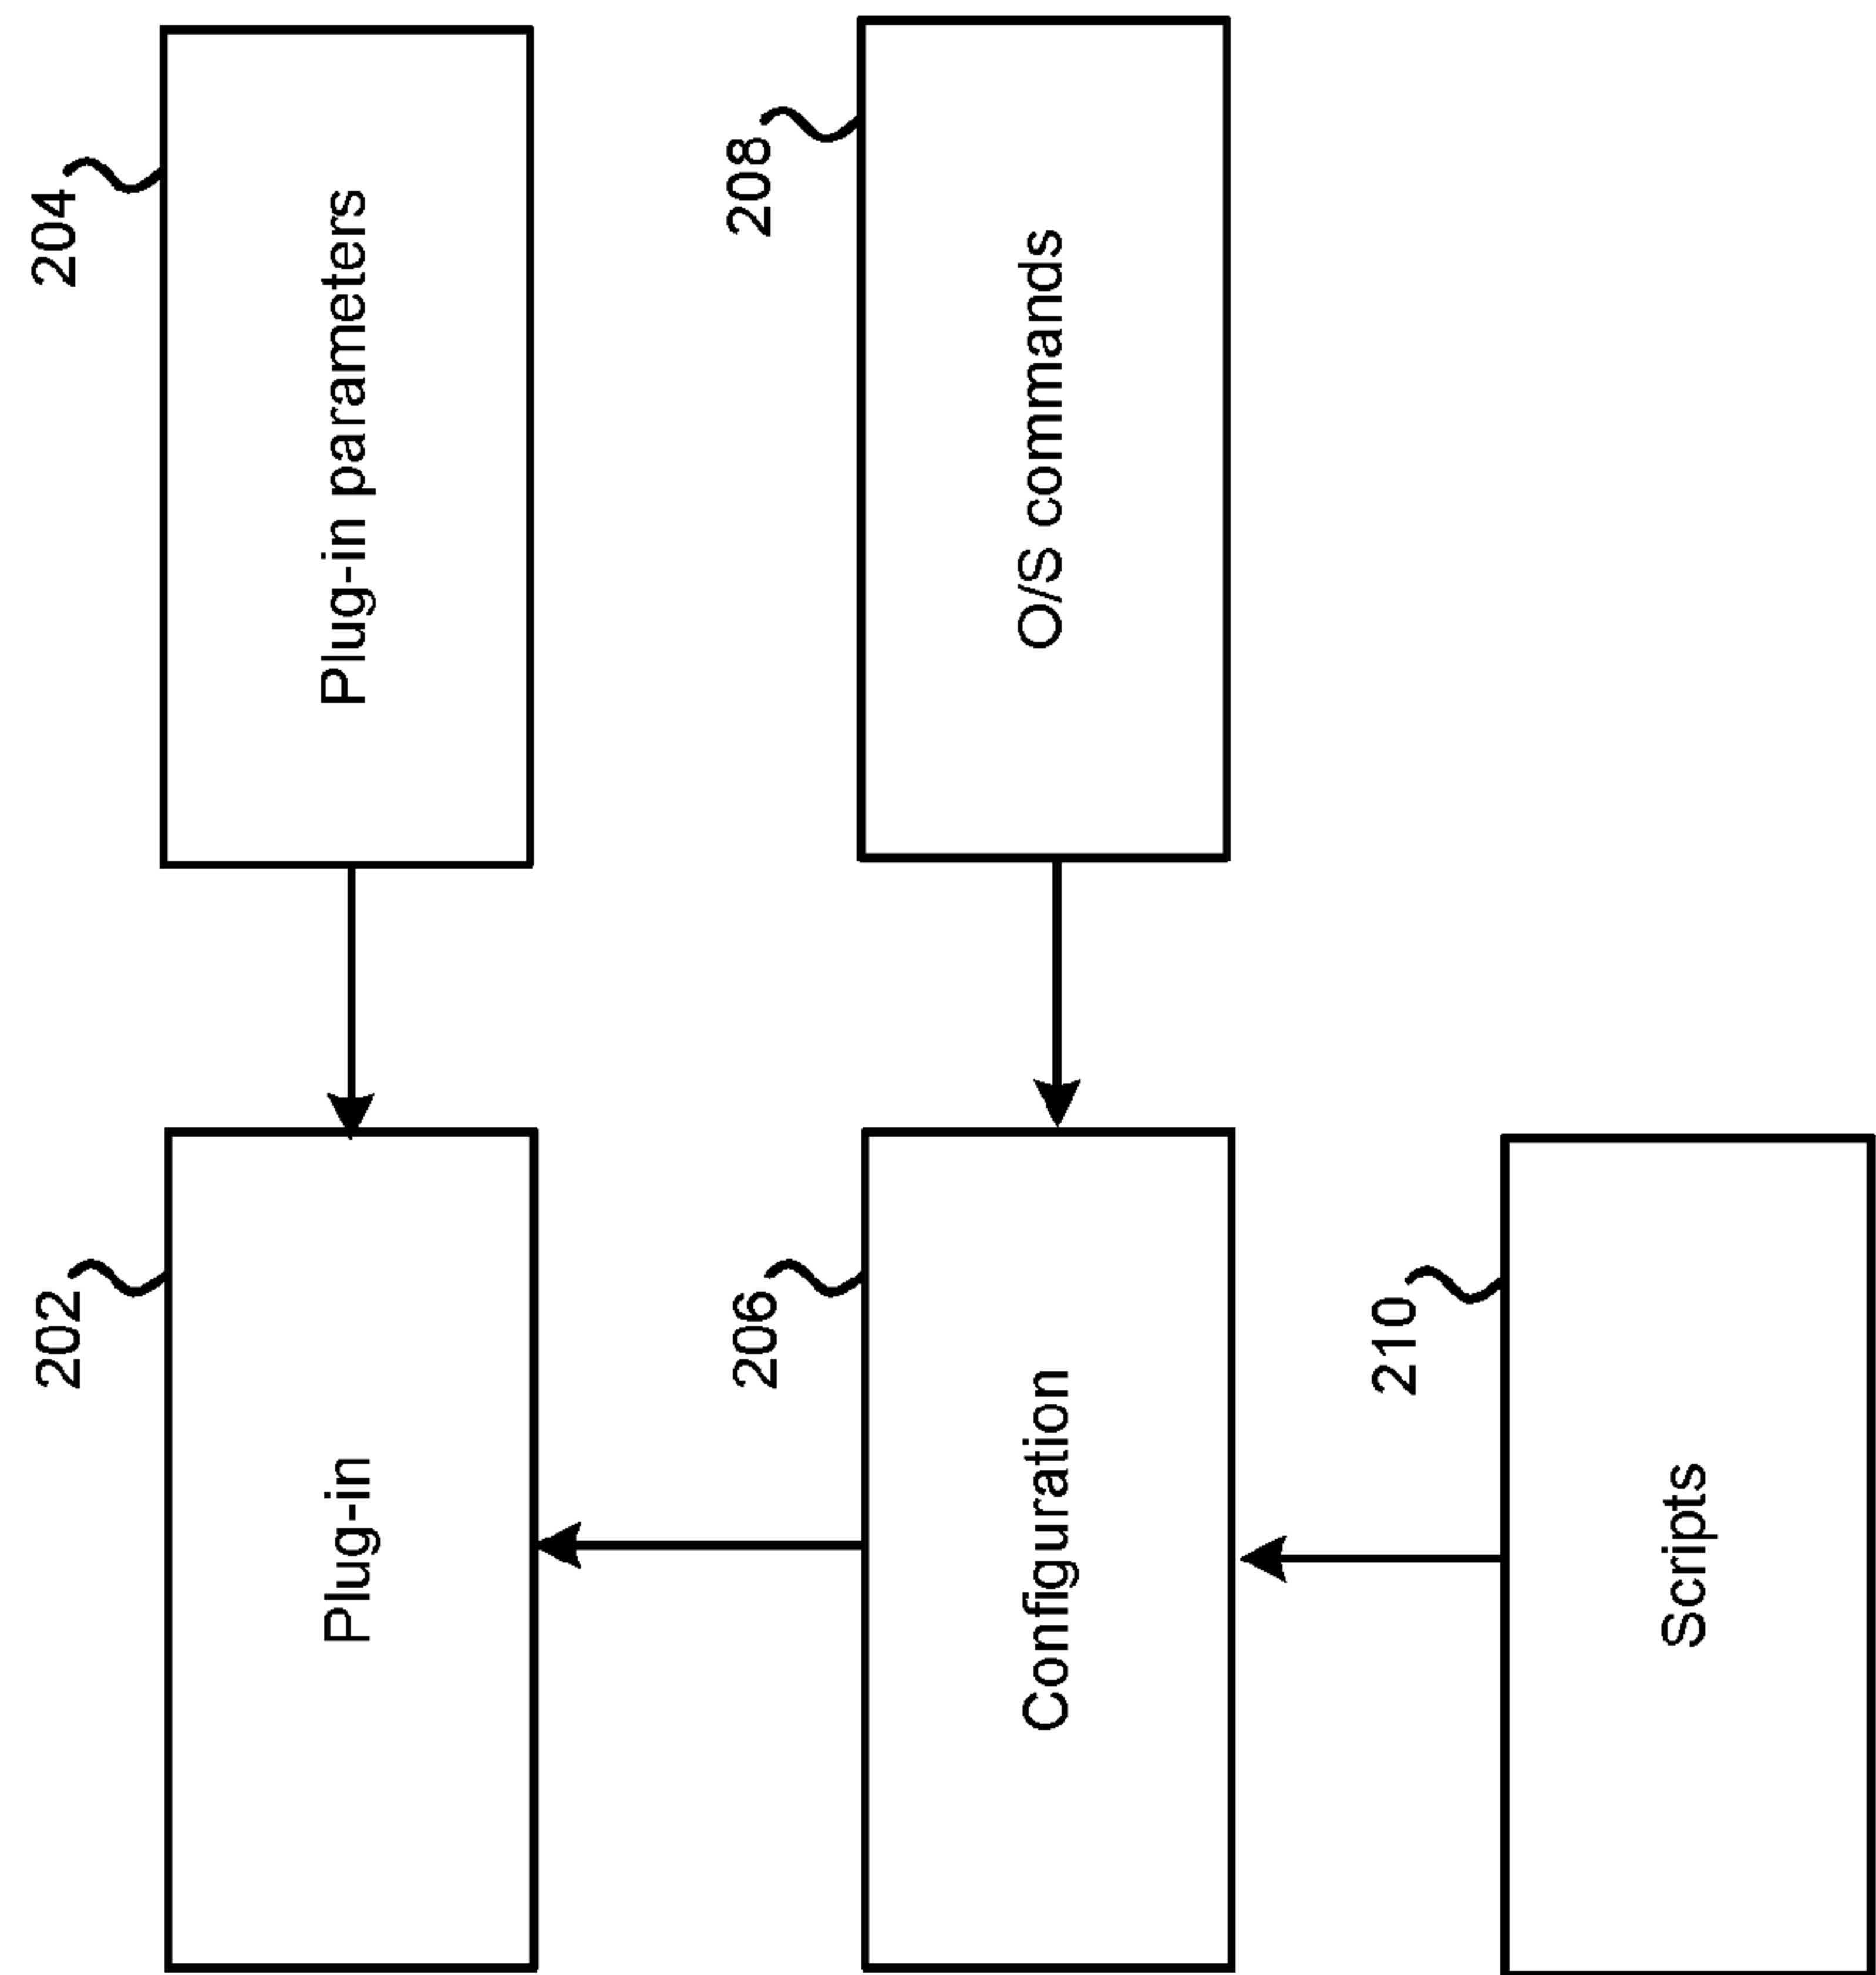 202
Plug-in
204
Plug-in parameters
206
Configuration
208
O/S commands
210
Scripts